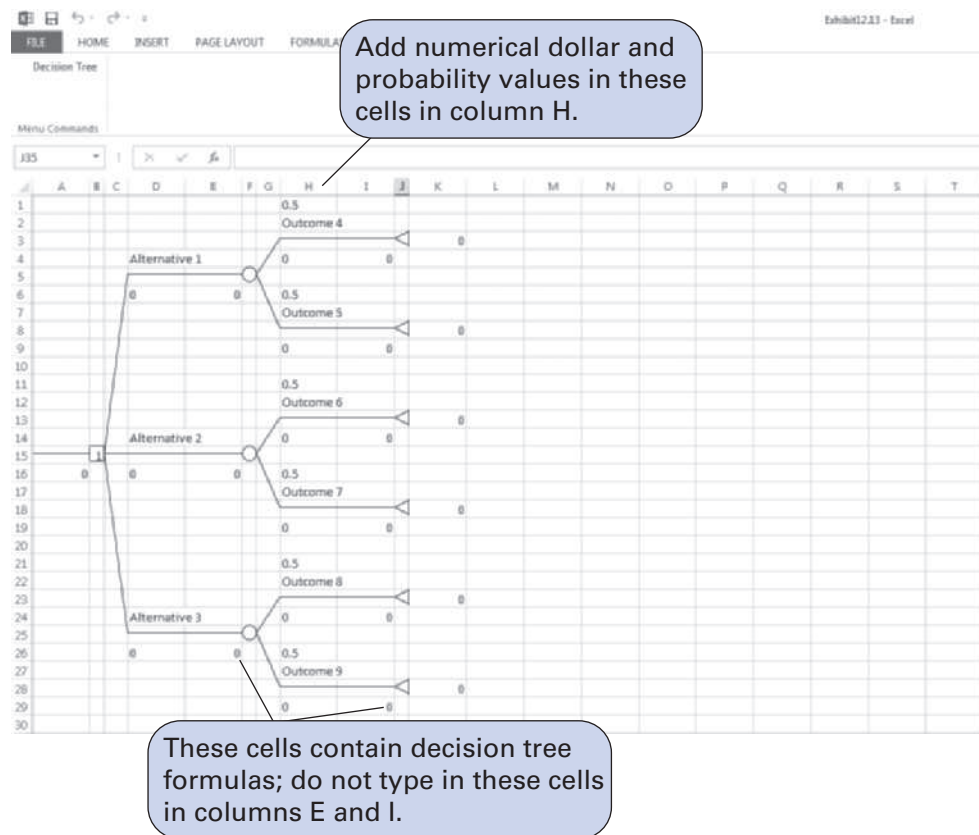 Exhibit12.13 - Excel
FILE HOME INSERT PAGE LAYOUT FORMULA
Add numerical dollar and
probability values in these
cells in column H.
Decision Tree
Menu Commands
J35
A B C D E F G H I J K L M N O P Q R S T
1 0.5
2 Outcome 4
3 0
4 Alternative 1 0 0
5
6 0 0 0.5
7 Outcome 5
8 0
9 0 0
10
11 0.5
12 Outcome 6
13 0
14 Alternative 2 0 0
15 1
16 0 0 0 0.5
17 Outcome 7
18 0
19 0 0
20
21 0.5
22 Outcome 8
23 0
24 Alternative 3 0 0
25
26 0 0 0.5
27 Outcome 9
28 0
29 0 0
30
These cells contain decision tree
formulas; do not type in these cells
in columns E and I.